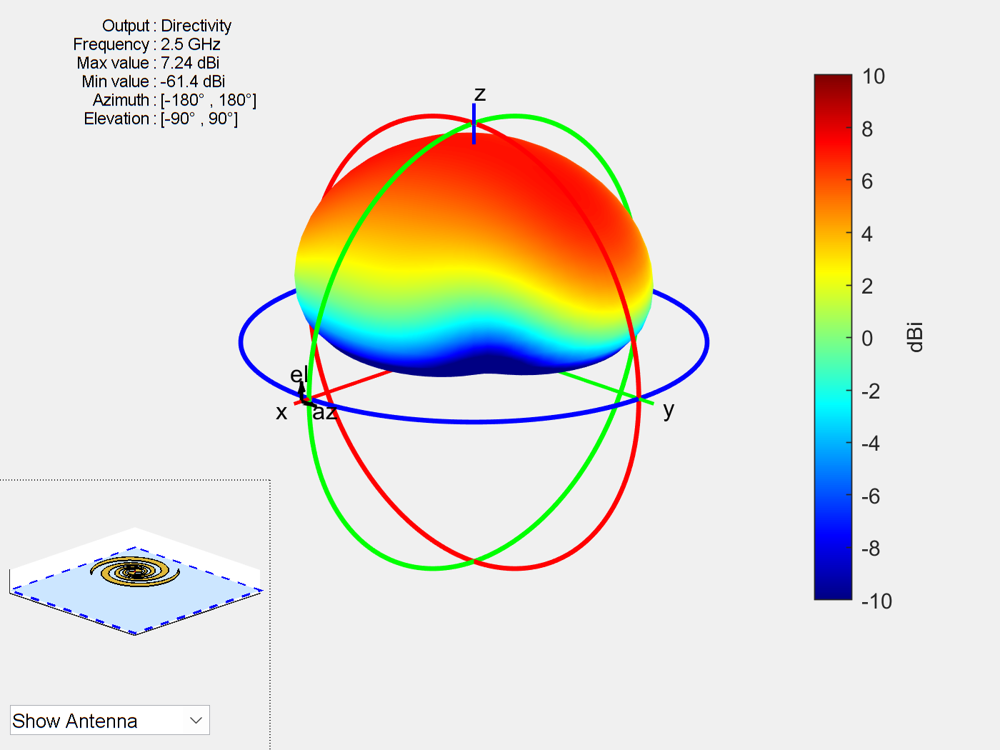 Output : Directivity
Frequency : 2.5 GHz
Max value : 7.24 dBi
Min value : -61.4 dBi
Azimuth : [-180° , 180°]
Elevation : [-90° , 90°]
z
el
x
az
y
10
8
6
4
2
0
-2
-4
-6
-8
-10
dBi
Show Antenna